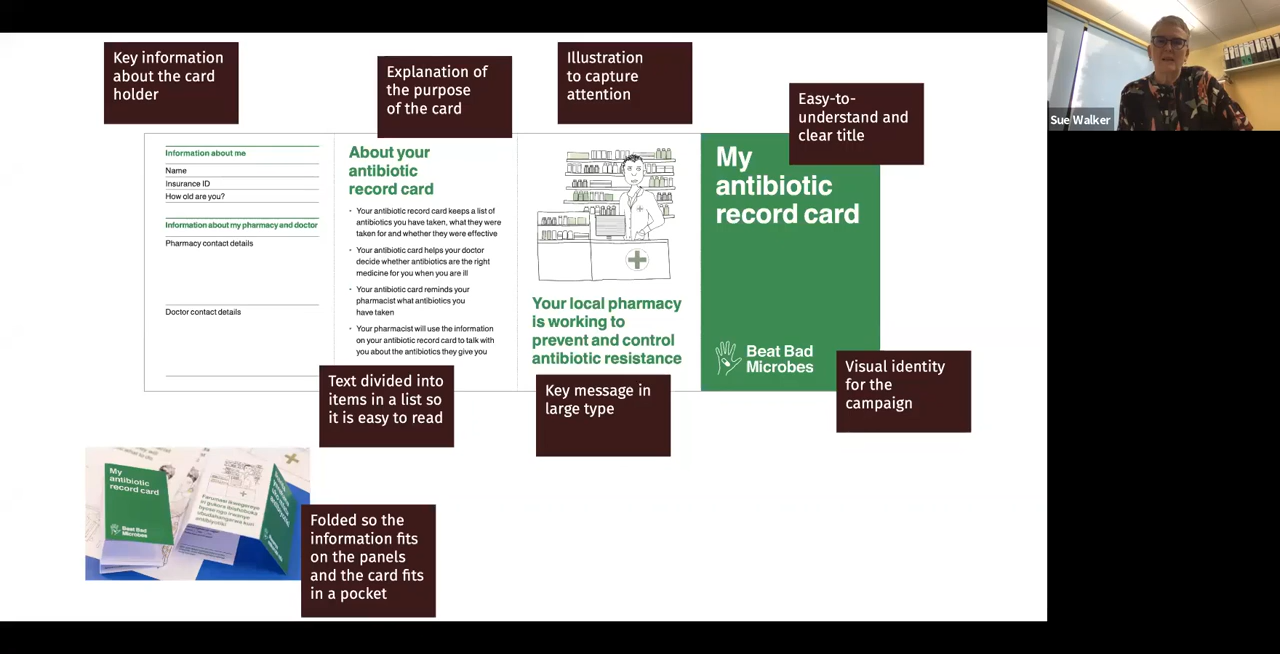 Key information
about the card
holder
Explanation of
the purpose
of the card
Illustration
to capture
attention
Easy-to-
understand and
clear title
Sue Walker
Information about me
Name
Insurance ID
How old are you?
Information about my pharmacy and doctor
Pharmacy contact details
Doctor contact details
About your
antibiotic
record card
• Your antibiotic record card keeps a list of
antibiotics you have taken, what they were
taken for and whether they were effective
• Your antibiotic card helps your doctor
decide whether antibiotics are the right
medicine for you when you are ill
• Your antibiotic card reminds your
pharmacist what antibiotics you
have taken
• Your pharmacist will use the information
on your antibiotic record card to talk with
you about the antibiotics they give you
Your local pharmacy
is working to
prevent and control
antibiotic resistance
My
antibiotic
record card
Beat Bad
Microbes
Text divided into
items in a list so
it is easy to read
Key message in
large type
Visual identity
for the
campaign
My
antibiotic
record card
Beat Bad
Microbes
Folded so the
information fits
on the panels
and the card fits
in a pocket